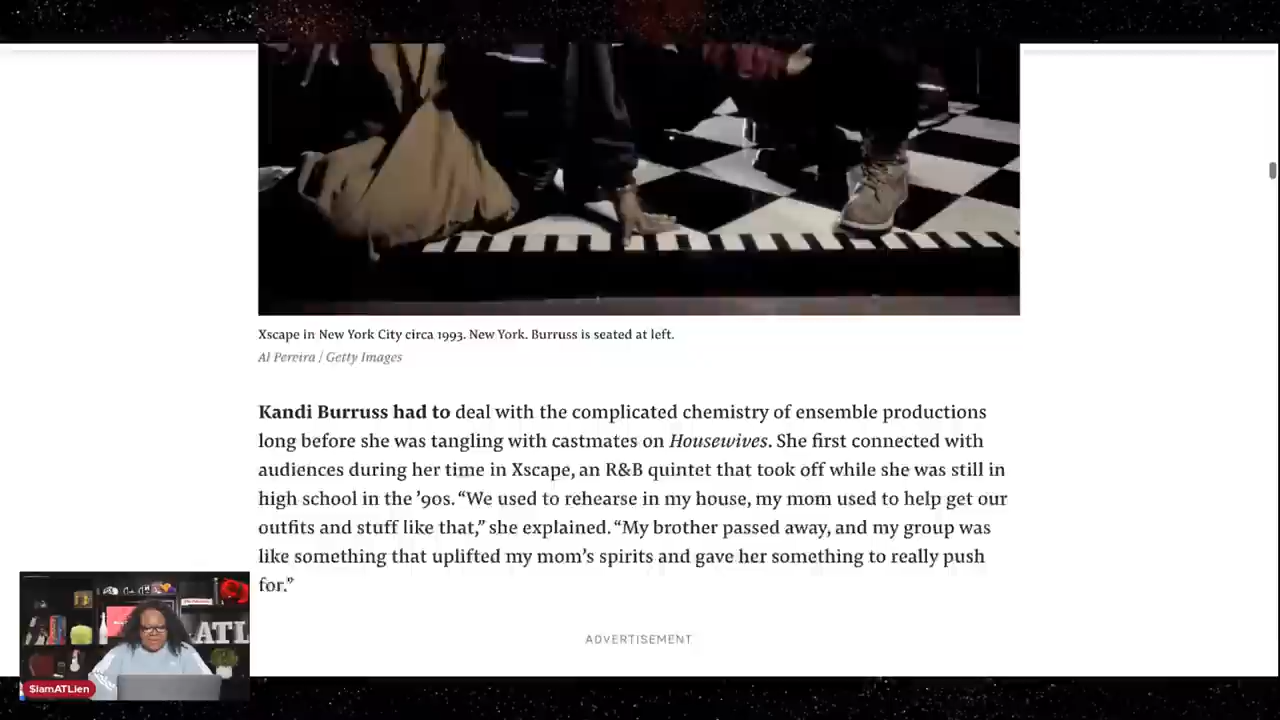 Xscape in New York City circa 1993. New York. Burruss is seated at left.
Al Pereira / Getty Images
Kandi Burruss had to deal with the complicated chemistry of ensemble productions
long before she was tangling with castmates on Housewives. She first connected with
audiences during her time in Xscape, an R&B quintet that took off while she was still in
high school in the ’90s. “We used to rehearse in my house, my mom used to help get our
outfits and stuff like that,” she explained. “My brother passed away, and my group was
like something that uplifted my mom’s spirits and gave her something to really push
for.”
ADVERTISEMENT
ATL
$IamATLien